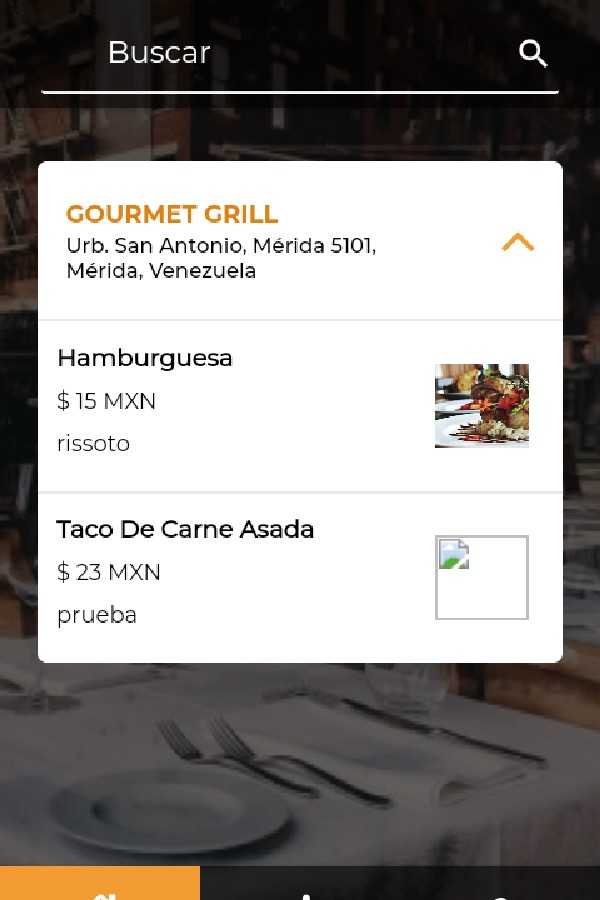 Buscar
GOURMET GRILL
Urb. San Antonio, Mérida 5101,
Mérida, Venezuela
Hamburguesa
$ 15 MXN
rissoto
Taco De Carne Asada
$ 23 MXN
prueba